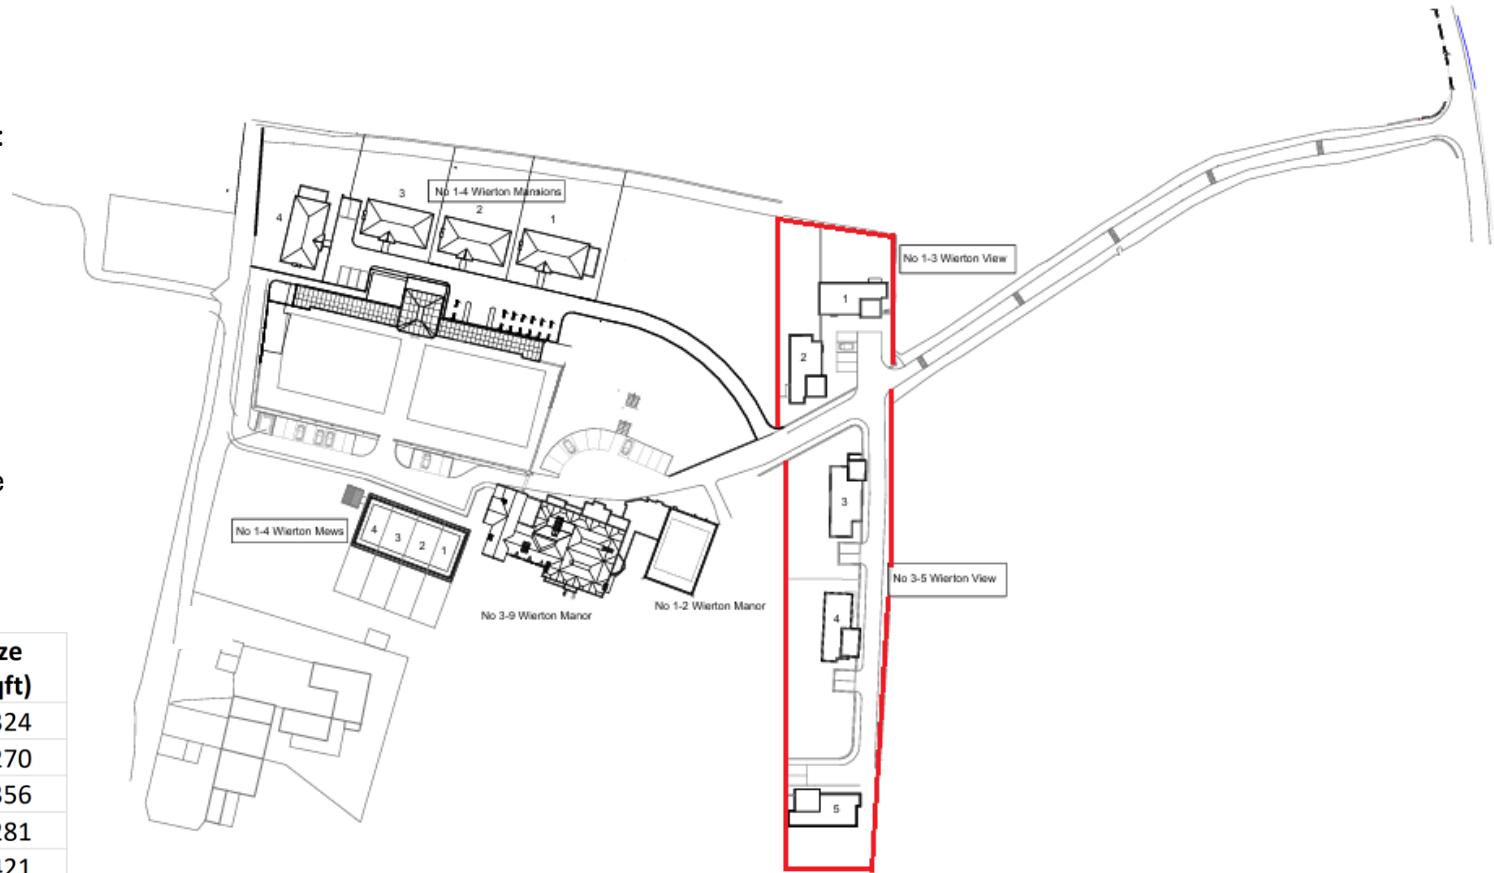 :
3
No 1-4 Wierton Mansions
4
2
1
No 1-3 Wierton View
1
2
e
3
No 1-4 Wierton Mews
4
3
2
1
No 3-5 Wierton View
No 1-2 Wierton Manor
No 3-9 Wierton Manor
4
5
ze
qft)
324
270
356
281
421